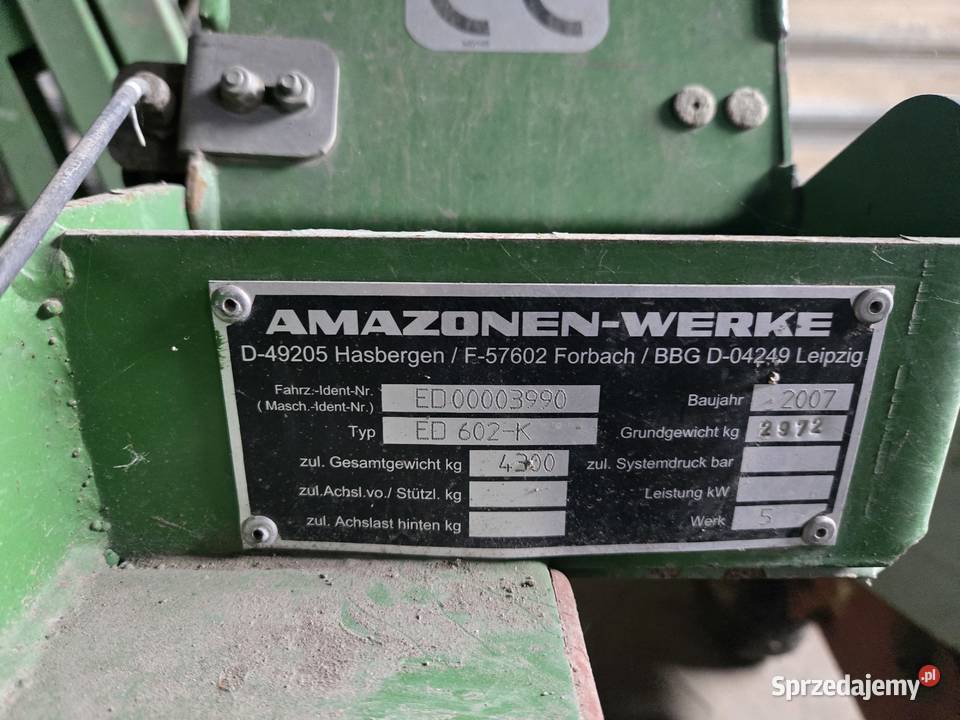 AMAZONEN-WERKE
D-49205 Hasbergen / F-57602 Forbach / BBG D-04249 Leipzig
Fahrz.-Ident-Nr. ED00003990 Baujahr 2007
( Masch.-Ident-Nr.)
Typ ED 602-K Grundgewicht kg 2972
zul. Gesamtgewicht kg 4300 zul. Systemdruck bar
zul.Achsl.vo./ Stützl. kg Leistung kW
zul. Achslast hinten kg Werk 5
Sprzedajemy.pl